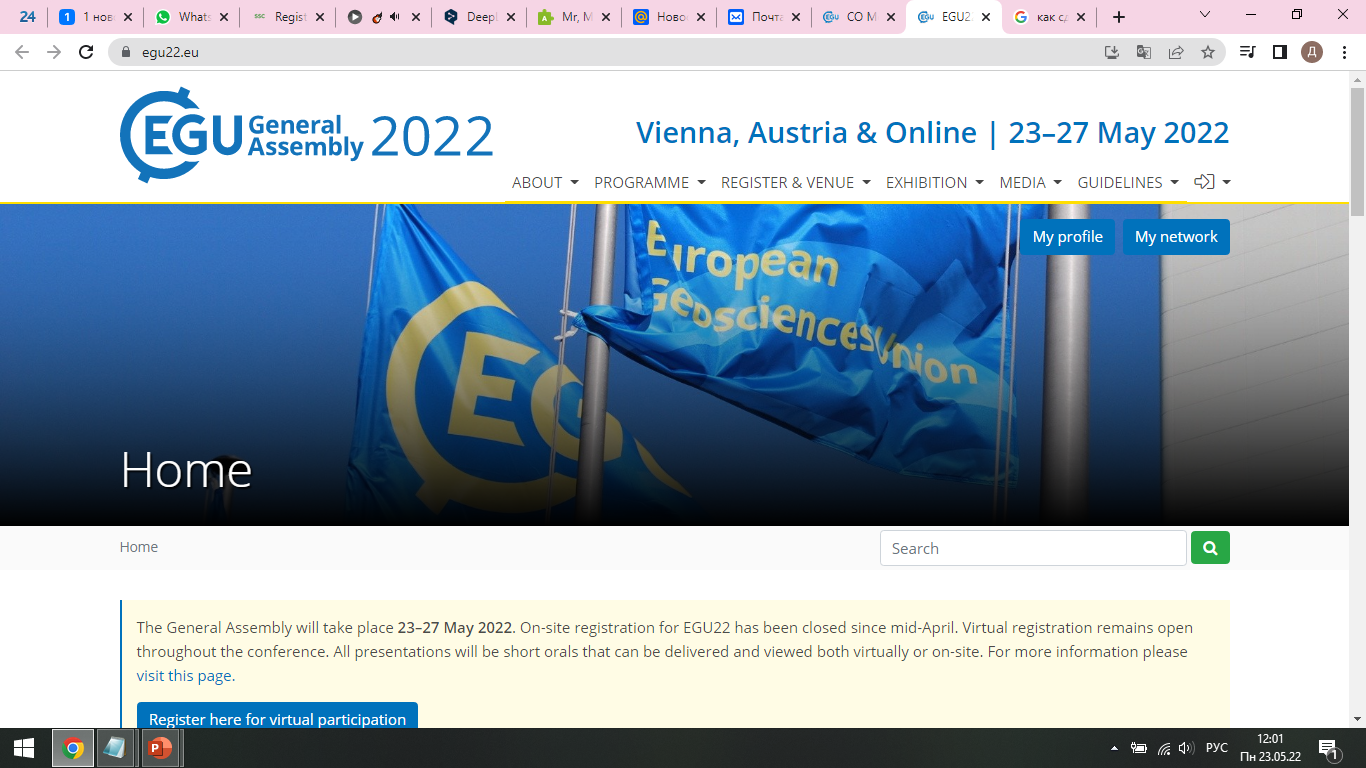 24
1 нов
Whats
Regist
DeepL
Mr, M
Ново
Почта
CO M
EGU2
как сд
egu22.eu
Д
EGU General Assembly 2022
Vienna, Austria & Online | 23–27 May 2022
ABOUT PROGRAMME REGISTER & VENUE EXHIBITION MEDIA GUIDELINES
My profile My network
European
Geosciences Union
EG
Home
Home
Search
The General Assembly will take place 23–27 May 2022. On-site registration for EGU22 has been closed since mid-April. Virtual registration remains open
throughout the conference. All presentations will be short orals that can be delivered and viewed both virtually or on-site. For more information please
visit this page.
Register here for virtual participation
РУС
12:01
Пн 23.05.22
1